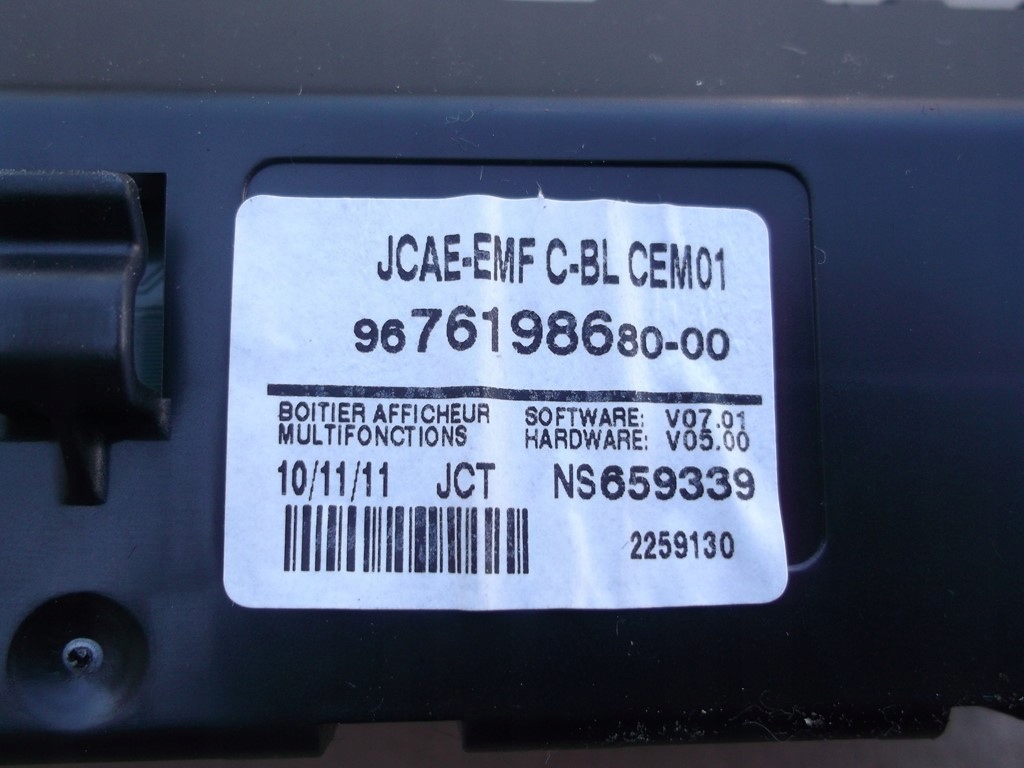 JCAE-EMF C-BL CEM01
9676198680-00
BOITIER AFFICHEUR SOFTWARE: V07.01
MULTIFONCTIONS HARDWARE: V05.00
10/11/11 JCT NS659339
2259130